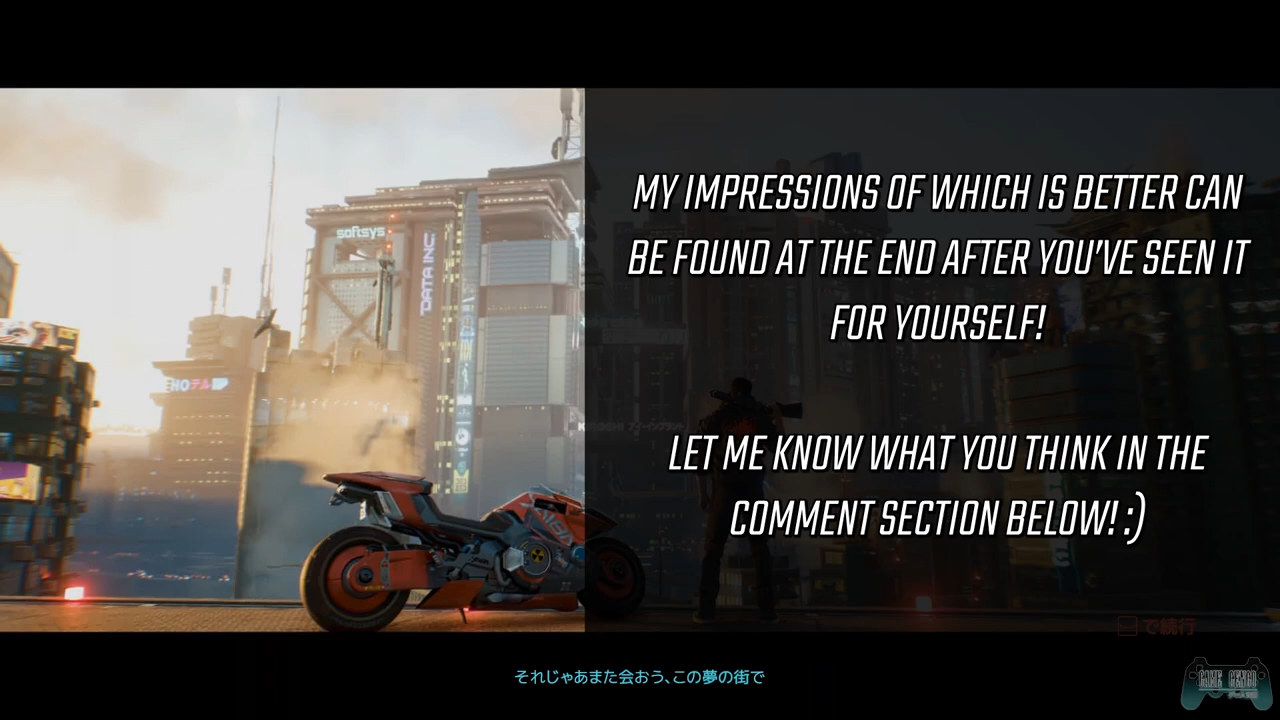 MY IMPRESSIONS OF WHICH IS BETTER CAN
BE FOUND AT THE END AFTER YOU'VE SEEN IT
FOR YOURSELF!
LET ME KNOW WHAT YOU THINK IN THE
COMMENT SECTION BELOW! :)
softsys
DATA INC
HOテル
で続行
それじゃあまた会おう、この夢の街で
GAME GENGO